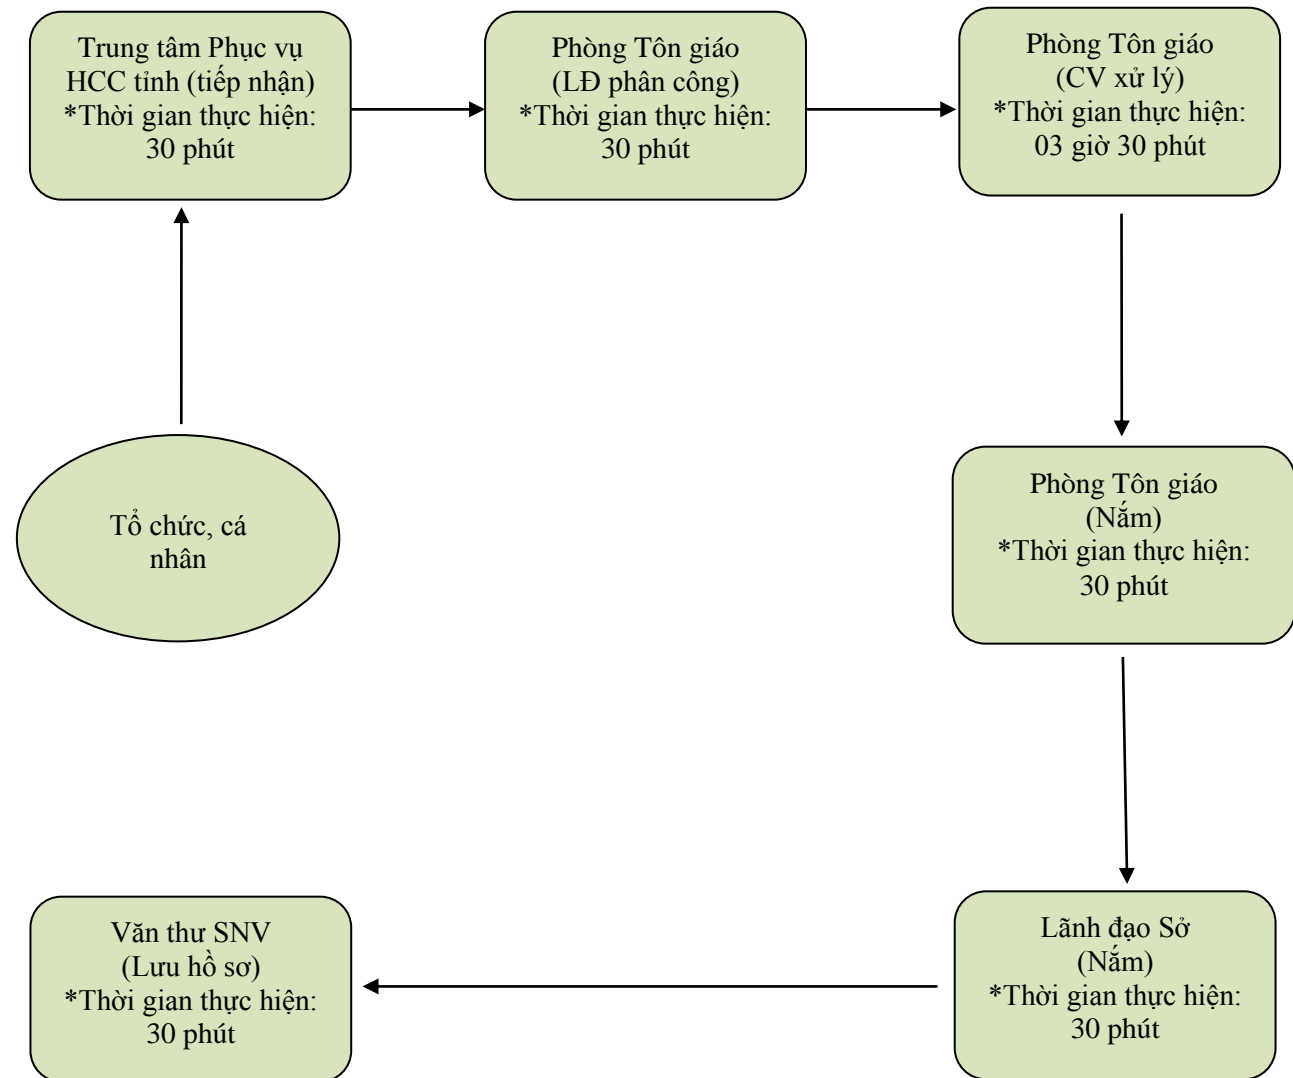 Trung tâm Phục vụ
HCC tỉnh (tiếp nhận)
*Thời gian thực hiện:
30 phút
Phòng Tôn giáo
(LĐ phân công)
*Thời gian thực hiện:
30 phút
Phòng Tôn giáo
(CV xử lý)
*Thời gian thực hiện:
03 giờ 30 phút
Tổ chức, cá
nhân
Phòng Tôn giáo
(Nắm)
*Thời gian thực hiện:
30 phút
Lãnh đạo Sở
(Nắm)
*Thời gian thực hiện:
30 phút
Văn thư SNV
(Lưu hồ sơ)
*Thời gian thực hiện:
30 phút